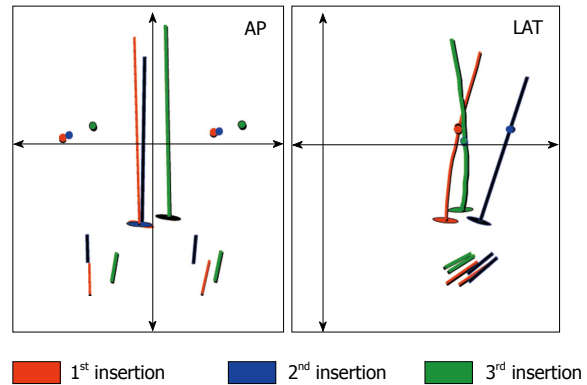 AP
LAT
1st insertion
2nd insertion
3rd insertion